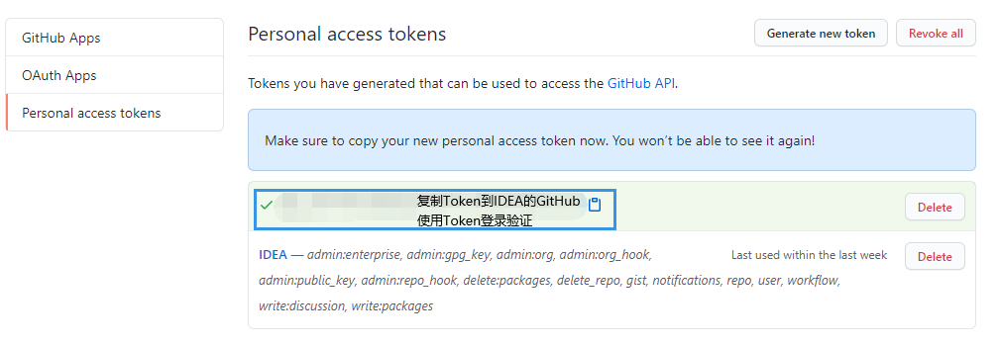 GitHub Apps
OAuth Apps
Personal access tokens
Personal access tokens
Generate new token
Revoke all
Tokens you have generated that can be used to access the GitHub API.
Make sure to copy your new personal access token now. You won't be able to see it again!
复制Token到IDEA的GitHub
使用Token登录验证
Delete
IDEA — admin:enterprise, admin:gpg_key, admin:org, admin:org_hook,
admin:public_key, admin:repo_hook, delete:packages, delete_repo, gist, notifications, repo, user, workflow,
write:discussion, write:packages
Last used within the last week
Delete